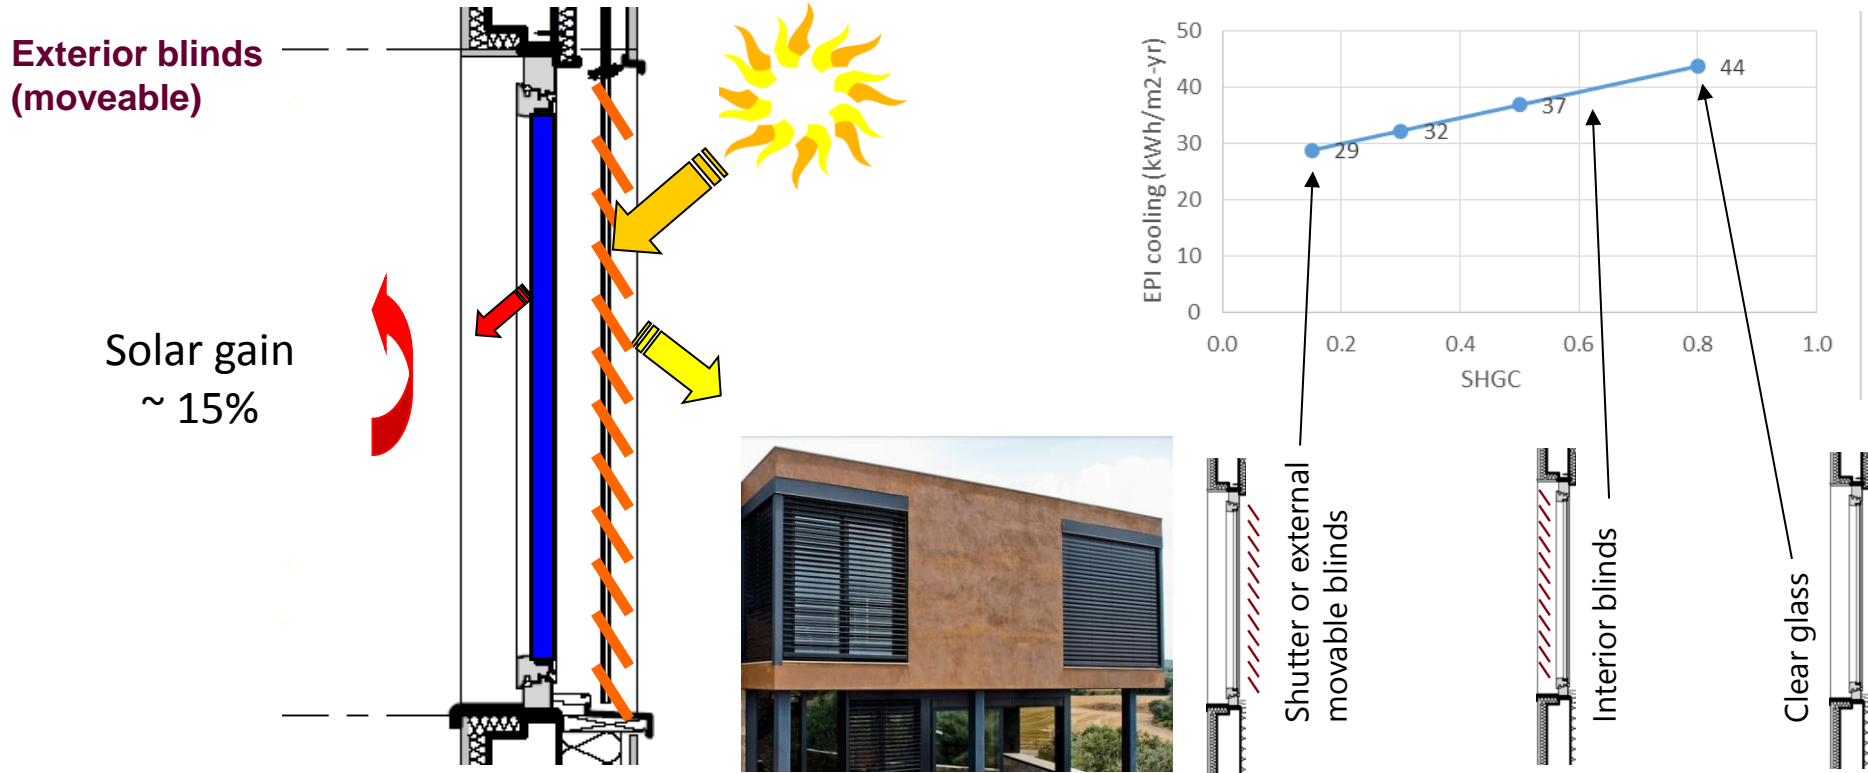 Exterior blinds
(moveable)
Solar gain
~ 15%
EPI cooling (kWh/m2-yr)
50
40
30
20
10
0
29
32
37
44
0.0
0.2
0.4
0.6
0.8
1.0
SHGC
Shutter or external
movable blinds
Interior blinds
Clear glass